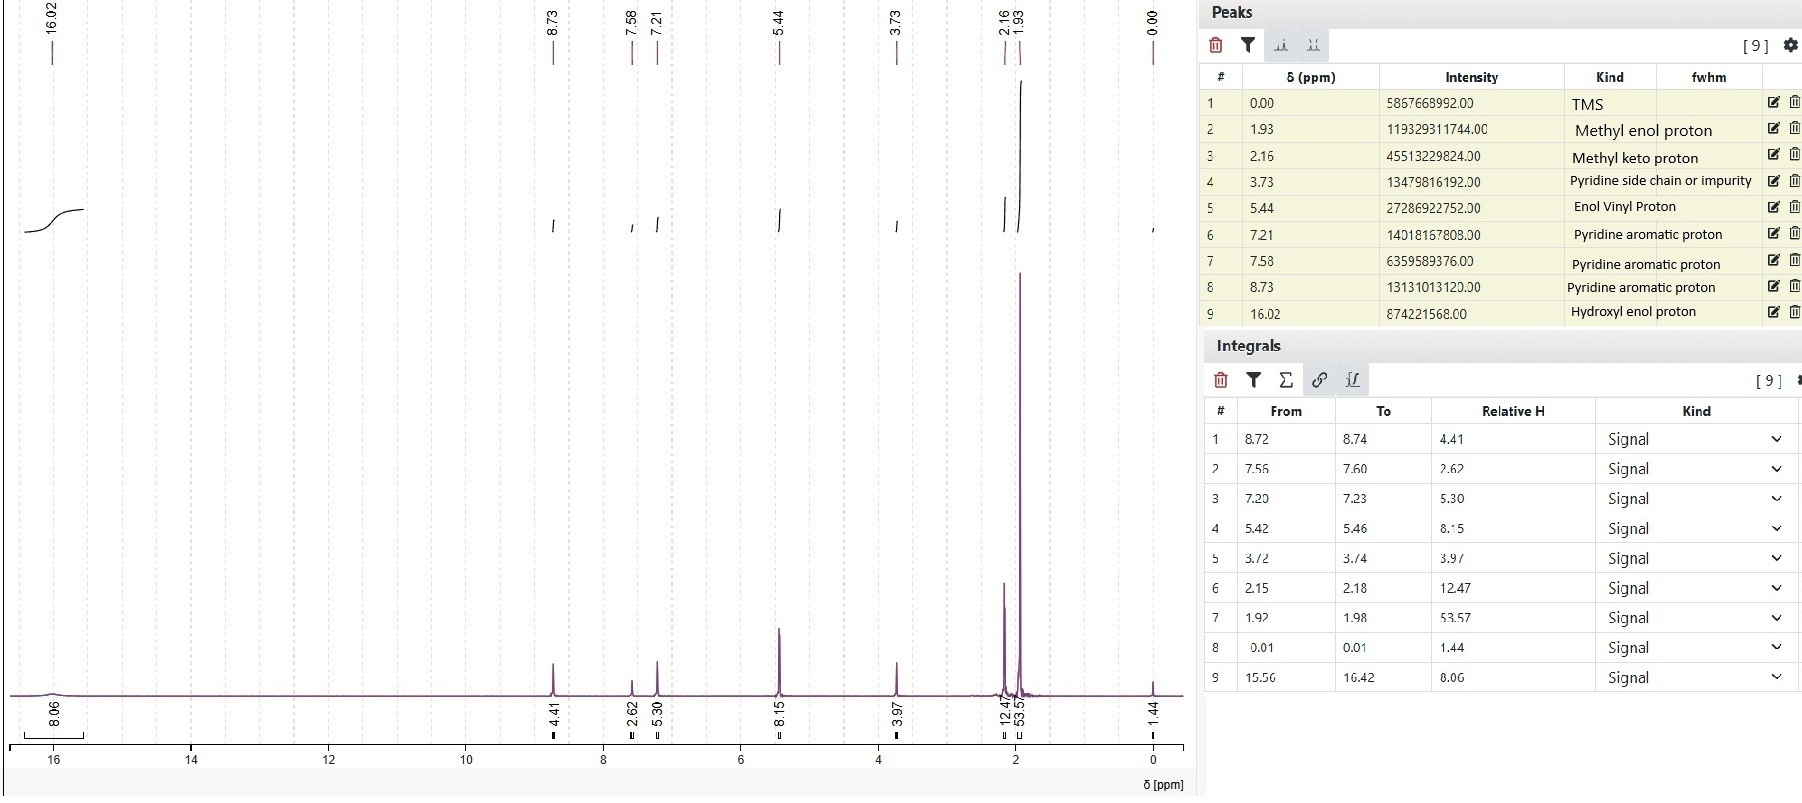 16.02 8.73 7.58 7.21 5.44 3.73 2.16 1.93 0.00
8.06 4.41 2.62 5.30 8.15 3.97 12.47 53.57 1.44
16 14 12 10 8 6 4 2 0
δ [ppm]
Peaks
[ 9 ]
# δ (ppm) Intensity Kind fwhm
1 0.00 5867668992.00 TMS
2 1.93 119329311744.00 Methyl enol proton
3 2.16 45513229824.00 Methyl keto proton
4 3.73 13479816192.00 Pyridine side chain or impurity
5 5.44 27286922752.00 Enol Vinyl Proton
6 7.21 14018167808.00 Pyridine aromatic proton
7 7.58 6359589376.00 Pyridine aromatic proton
8 8.73 13131013120.00 Pyridine aromatic proton
9 16.02 874221568.00 Hydroxyl enol proton
Integrals
Σ [ 9 ]
# From To Relative H Kind
1 8.72 8.74 4.41 Signal
2 7.56 7.60 2.62 Signal
3 7.20 7.23 5.30 Signal
4 5.42 5.46 8.15 Signal
5 3.72 3.74 3.97 Signal
6 2.15 2.18 12.47 Signal
7 1.92 1.98 53.57 Signal
8 0.01 0.01 1.44 Signal
9 15.56 16.42 8.06 Signal